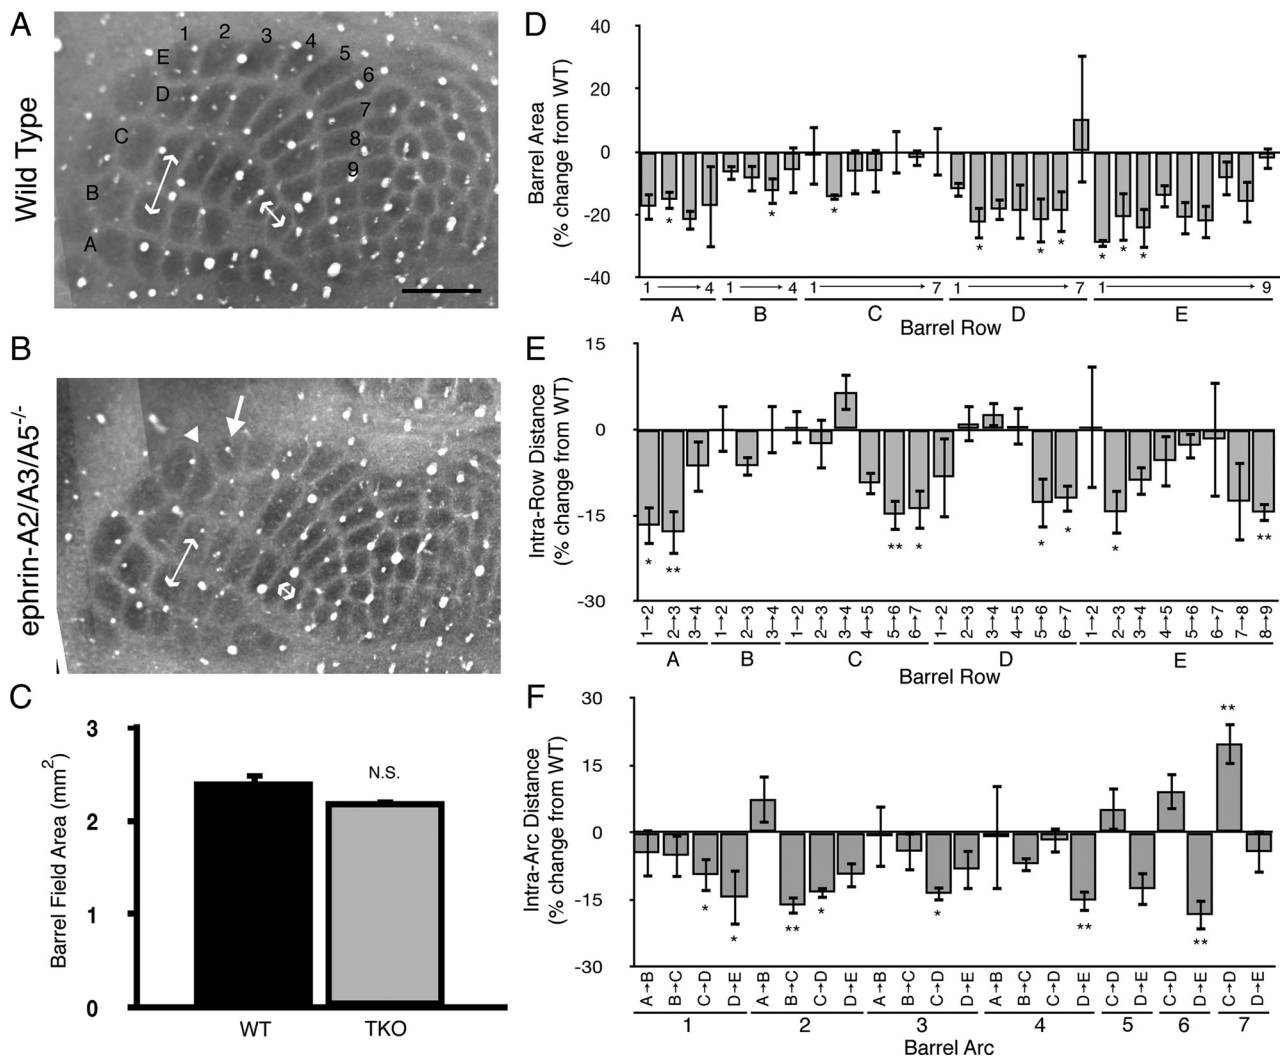 A
Wild Type
1 2 3 4 5 6 7 8 9
E
D
C
B
A
B
ephrin-A2/A3/A5-/-
C
Barrel Field Area (mm2)
3
2
1
0
N.S.
WT TKO
D
Barrel Area
(% change from WT)
40
20
0
-20
-40
* * * * * * * * *
1 → 4 1 → 4 1 → 7 1 → 7 1 → 9
A B C D E
Barrel Row
E
Intra-Row Distance
(% change from WT)
15
0
-15
-30
* ** ** * * * * **
1→2 2→3 3→4 1→2 2→3 3→4 1→2 2→3 3→4 4→5 5→6 6→7 1→2 2→3 3→4 4→5 5→6 6→7 1→2 2→3 3→4 4→5 5→6 6→7 7→8 8→9
A B C D E
Barrel Row
F
Intra-Arc Distance
(% change from WT)
30
15
0
-15
-30
* * ** * * ** ** **
A→B B→C C→D D→E A→B B→C C→D D→E A→B B→C C→D D→E A→B B→C C→D D→E C→D D→E C→D D→E C→D D→E
1 2 3 4 5 6 7
Barrel Arc